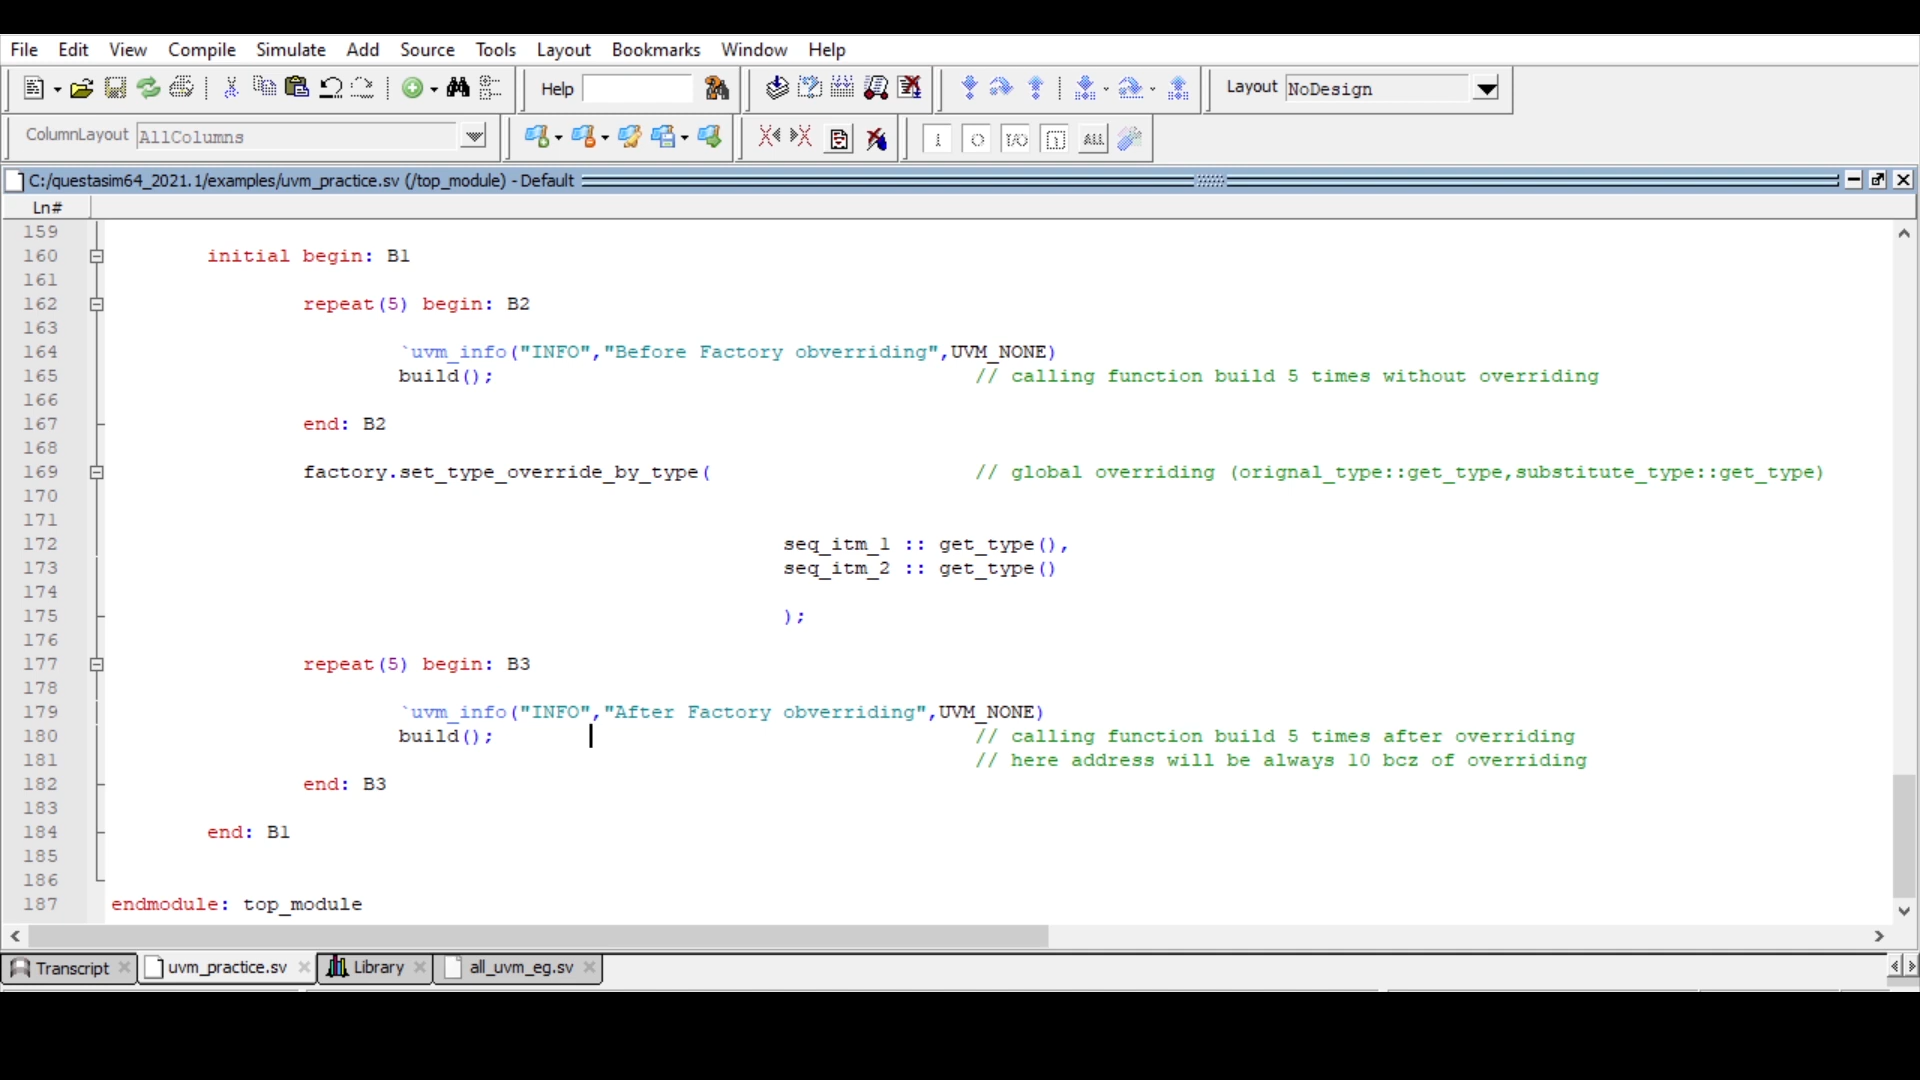 File Edit View Compile Simulate Add Source Tools Layout Bookmarks Window Help
Help Layout NoDesign
ColumnLayout AllColumns I O I/O ALL
C:/questasim64_2021.1/examples/uvm_practice.sv (/top_module) - Default
Ln#
159
160 initial begin: B1
161
162 repeat(5) begin: B2
163
164 `uvm_info("INFO","Before Factory obverriding",UVM_NONE)
165 build(); // calling function build 5 times without overriding
166
167 end: B2
168
169 factory.set_type_override_by_type( // global overriding (orignal_type::get_type,substitute_type::get_type)
170
171
172 seq_itm_1 :: get_type(),
173 seq_itm_2 :: get_type()
174
175 );
176
177 repeat(5) begin: B3
178
179 `uvm_info("INFO","After Factory obverriding",UVM_NONE)
180 build(); // calling function build 5 times after overriding
181 // here address will be always 10 bcz of overriding
182 end: B3
183
184 end: B1
185
186
187 endmodule: top_module
Transcript uvm_practice.sv Library all_uvm_eg.sv